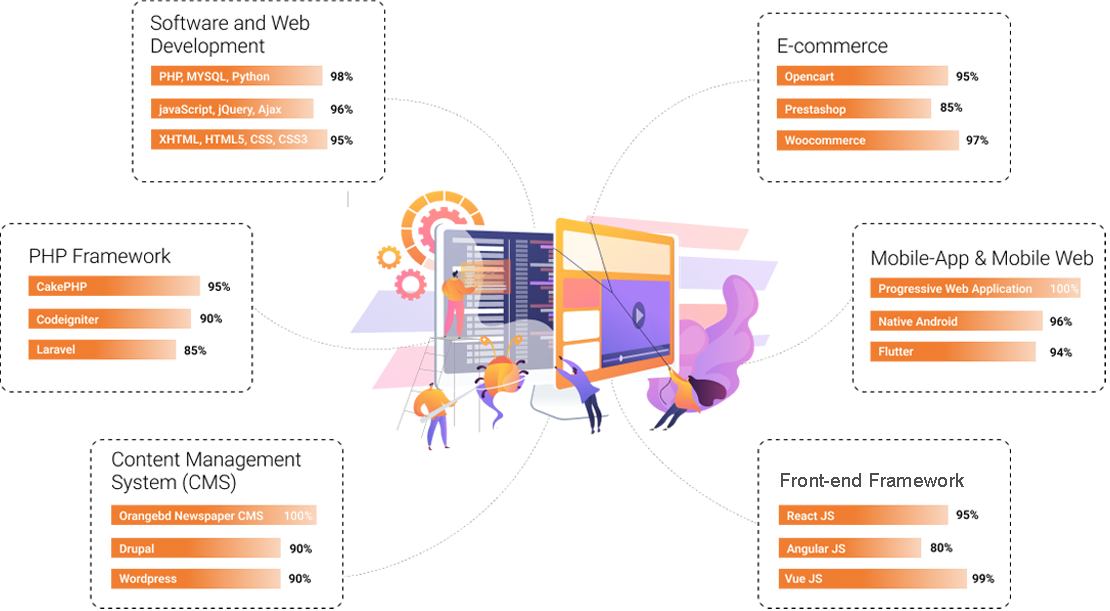 Software and Web
Development
PHP, MYSQL, Python 98%
javaScript, jQuery, Ajax 96%
XHTML, HTML5, CSS, CSS3 95%
E-commerce
Opencart 95%
Prestashop 85%
Woocommerce 97%
PHP Framework
CakePHP 95%
Codeigniter 90%
Laravel 85%
Mobile-App & Mobile Web
Progressive Web Application 100%
Native Android 96%
Flutter 94%
Content Management
System (CMS)
Orangebd Newspaper CMS 100%
Drupal 90%
Wordpress 90%
Front-end Framework
React JS 95%
Angular JS 80%
Vue JS 99%